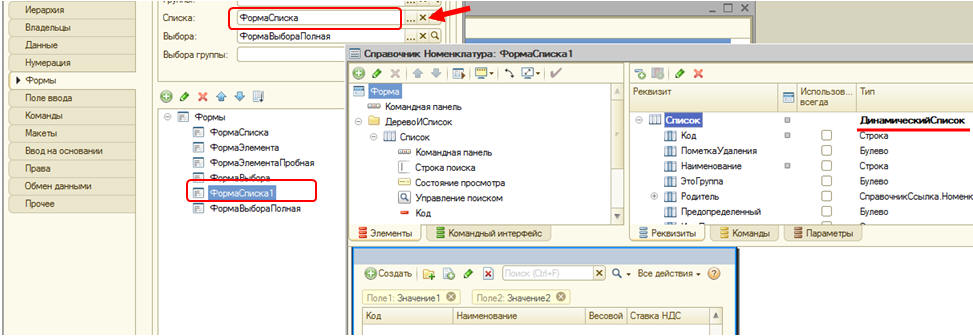 Иерархия
Владельцы
Данные
Нумерация
Формы
Поле ввода
Команды
Макеты
Ввод на основании
Права
Обмен данными
Прочее
Списка:
ФормаСписка
Выбора:
ФормаВыбораПолная
Выбора группы:
Формы
ФормаСписка
ФормаЭлемента
ФормаЭлементаПробная
ФормаВыбора
ФормаСписка1
ФормаВыбораПолная
Справочник Номенклатура: ФормаСписка1
Форма
Командная панель
ДеревоИСписок
Список
Командная панель
Строка поиска
Состояние просмотра
Управление поиском
Код
Элементы
Командный интерфейс
Реквизит
Использов...
всегда
Тип
Список
ДинамическийСписок
Код
Строка
ПометкаУдаления
Булево
Наименование
Строка
ЭтоГруппа
Булево
Родитель
СправочникСсылка.Номенк
Предопределенный
Булево
Реквизиты
Команды
Параметры
Создать
Поиск (Ctrl+F)
Все действия
Поле1: Значение1
Поле2: Значение2
Код
Наименование
Весовой
Ставка НДС